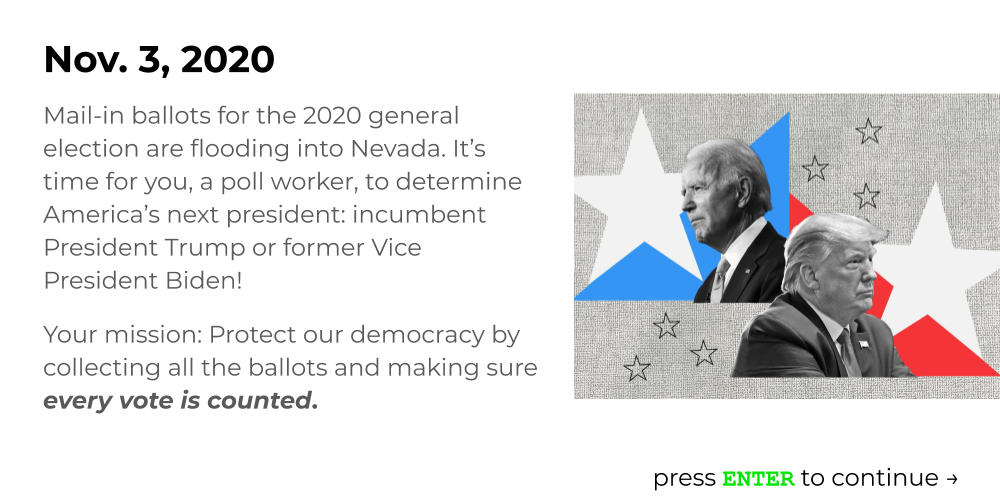 Nov. 3, 2020
Mail-in ballots for the 2020 general
election are flooding into Nevada. It’s
time for you, a poll worker, to determine
America’s next president: incumbent
President Trump or former Vice
President Biden!
Your mission: Protect our democracy by
collecting all the ballots and making sure
every vote is counted.
press ENTER to continue →